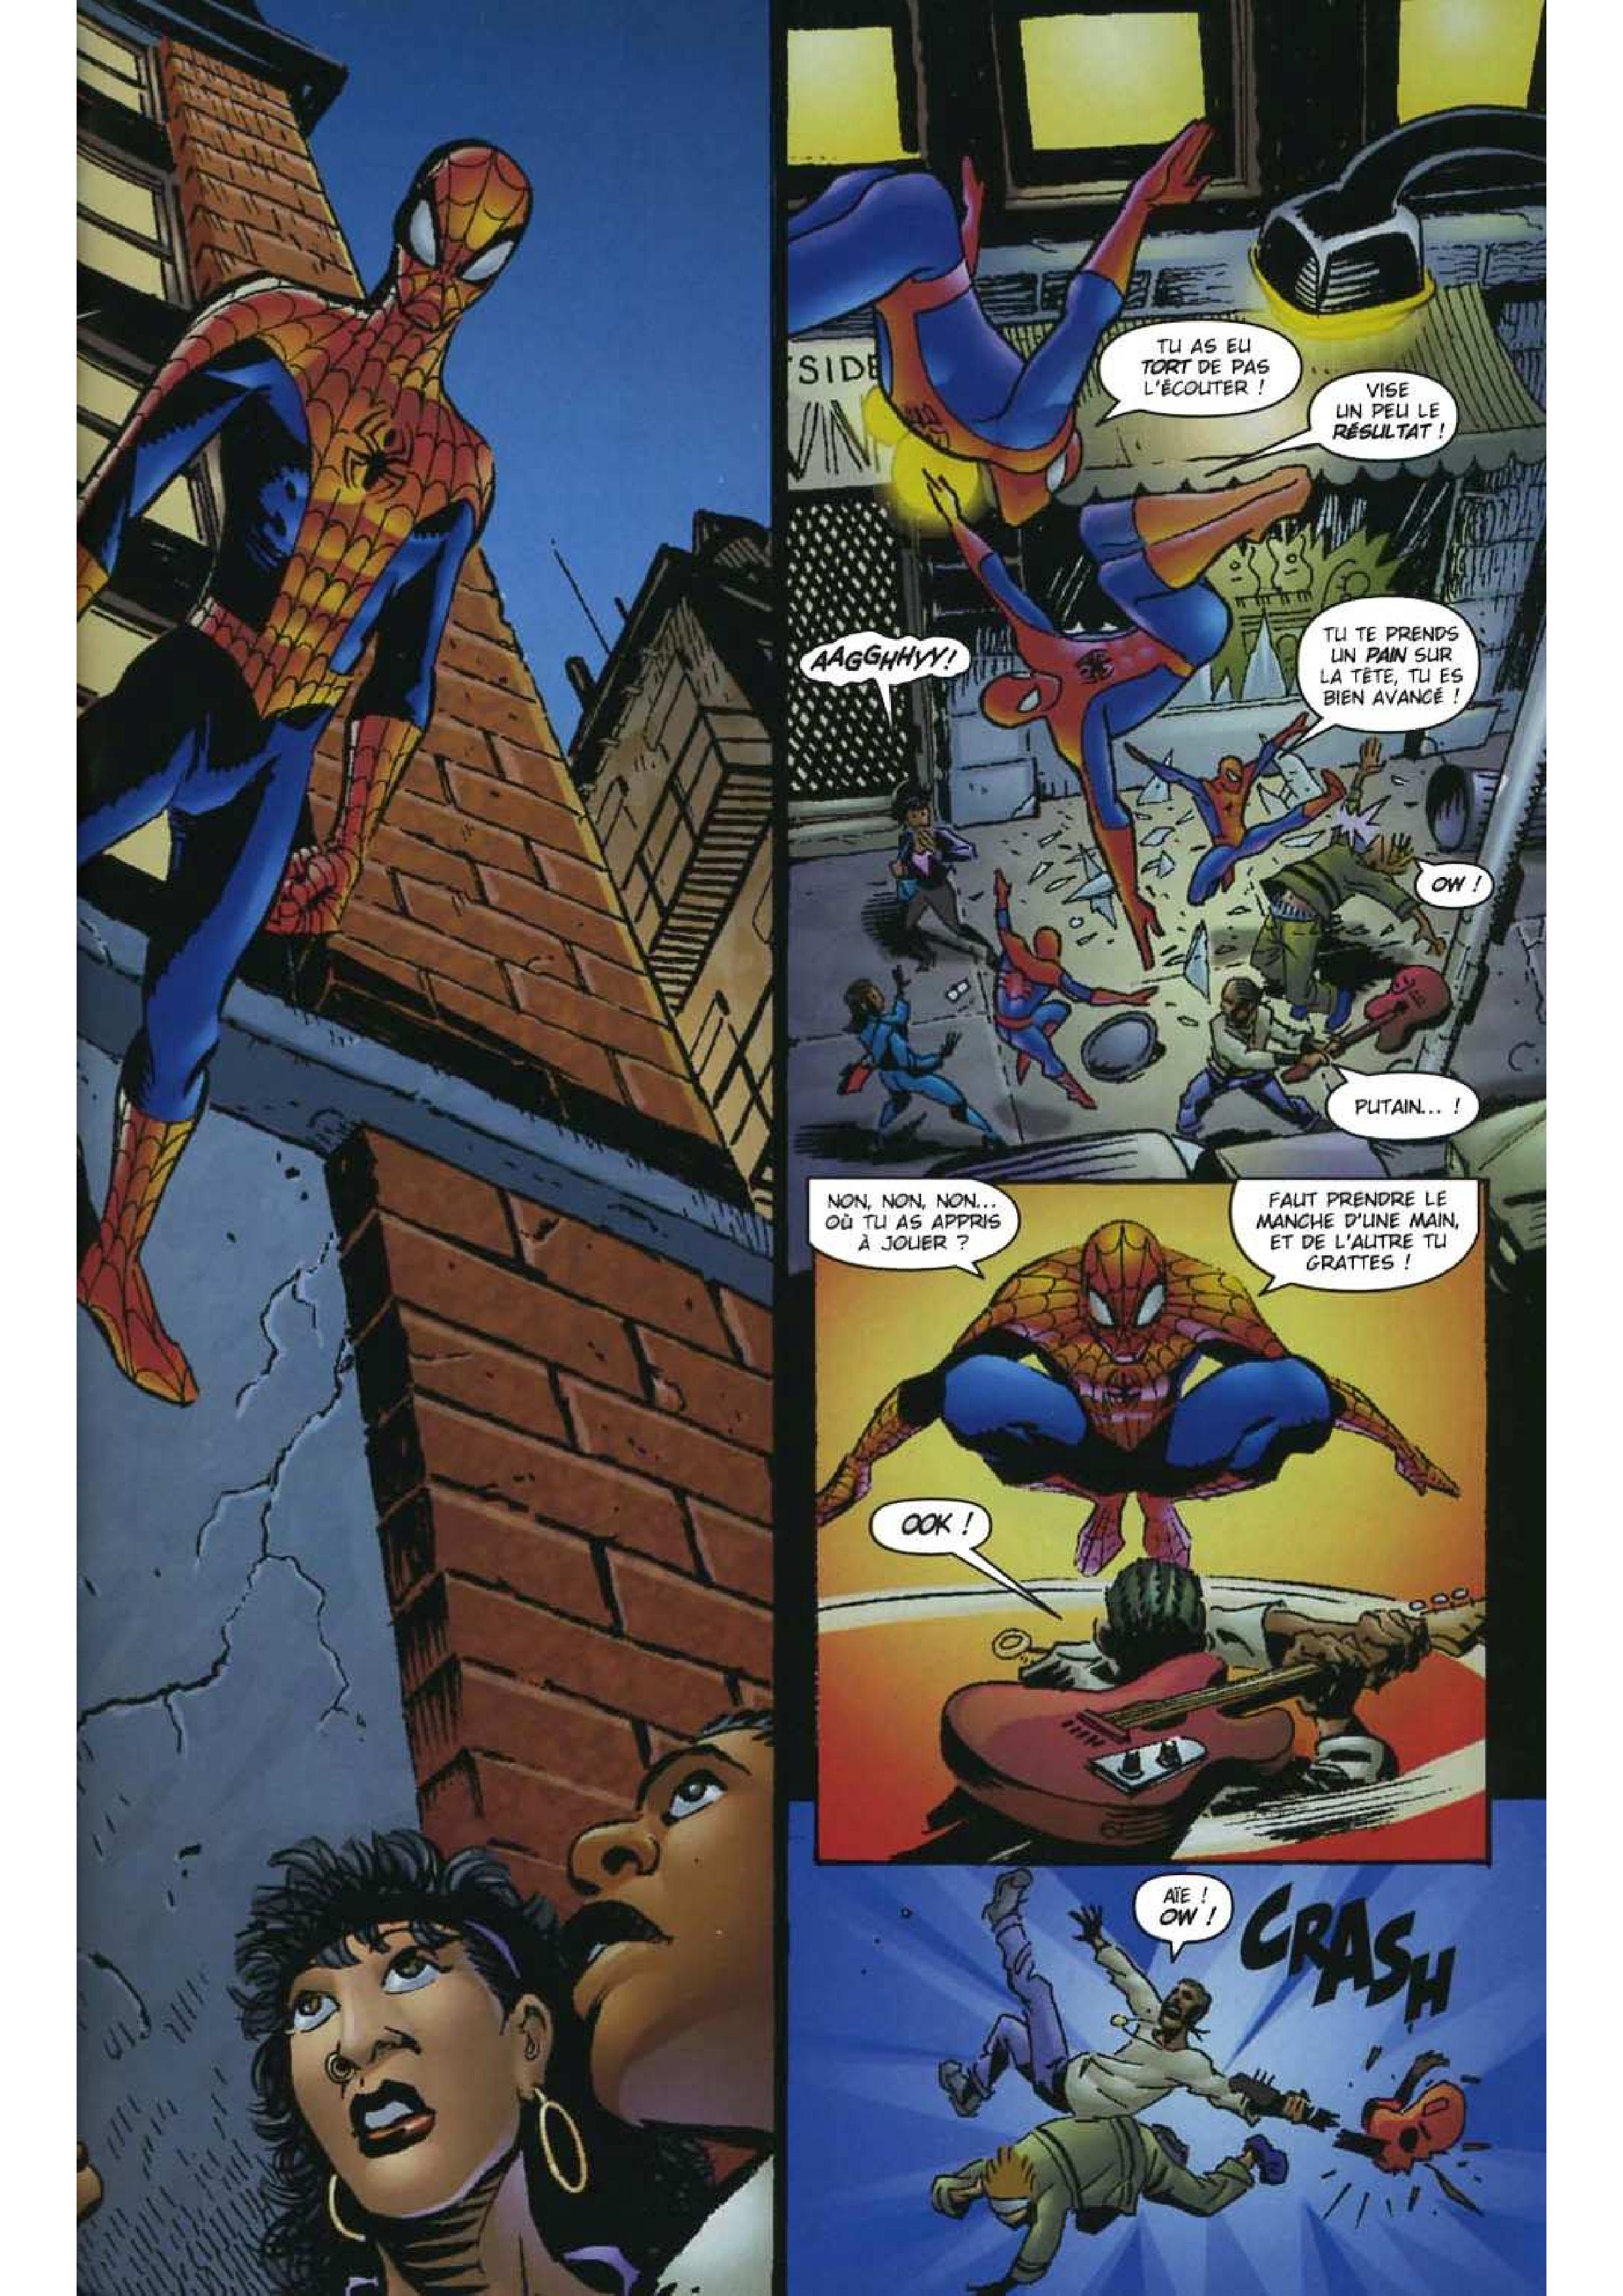 SIDE
TU AS EU
TORT DE PAS
L'ÉCOUTER !
VISE
UN PEU LE
RÉSULTAT !
AAGGHHYY!
TU TE PRENDS
UN PAIN SUR
LA TÊTE, TU ES
BIEN AVANCÉ !
OW !
PUTAIN... !
NON, NON, NON...
OÙ TU AS APPRIS
À JOUER ?
FAUT PRENDRE LE
MANCHE D'UNE MAIN,
ET DE L'AUTRE TU
GRATTES !
OOK !
AÏE !
OW !
CRASH